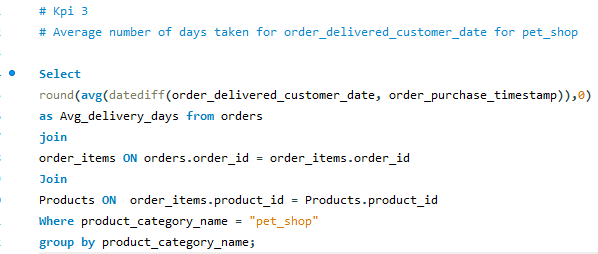 # Kpi 3
# Average number of days taken for order_delivered_customer_date for pet_shop
Select
round(avg(datediff(order_delivered_customer_date, order_purchase_timestamp)),0)
as Avg_delivery_days from orders
join
order_items ON orders.order_id = order_items.order_id
Join
Products ON  order_items.product_id = Products.product_id
Where product_category_name = "pet_shop"
group by product_category_name;